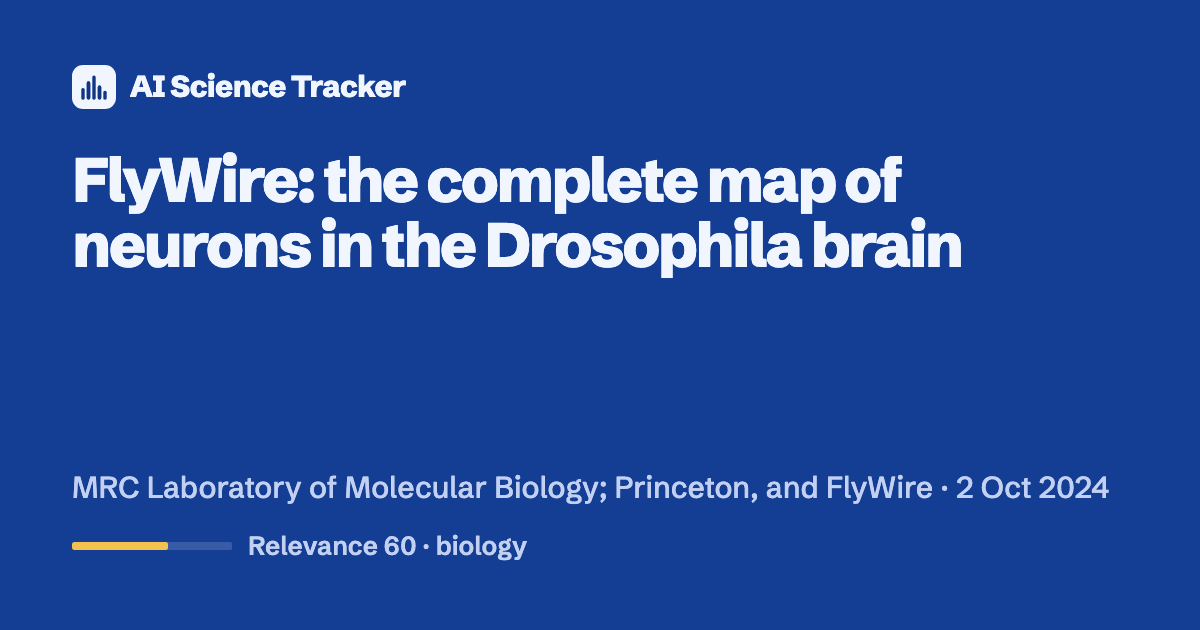 AI Science Tracker
FlyWire: the complete map of
neurons in the Drosophila brain
MRC Laboratory of Molecular Biology; Princeton, and FlyWire · 2 Oct 2024
Relevance 60 · biology